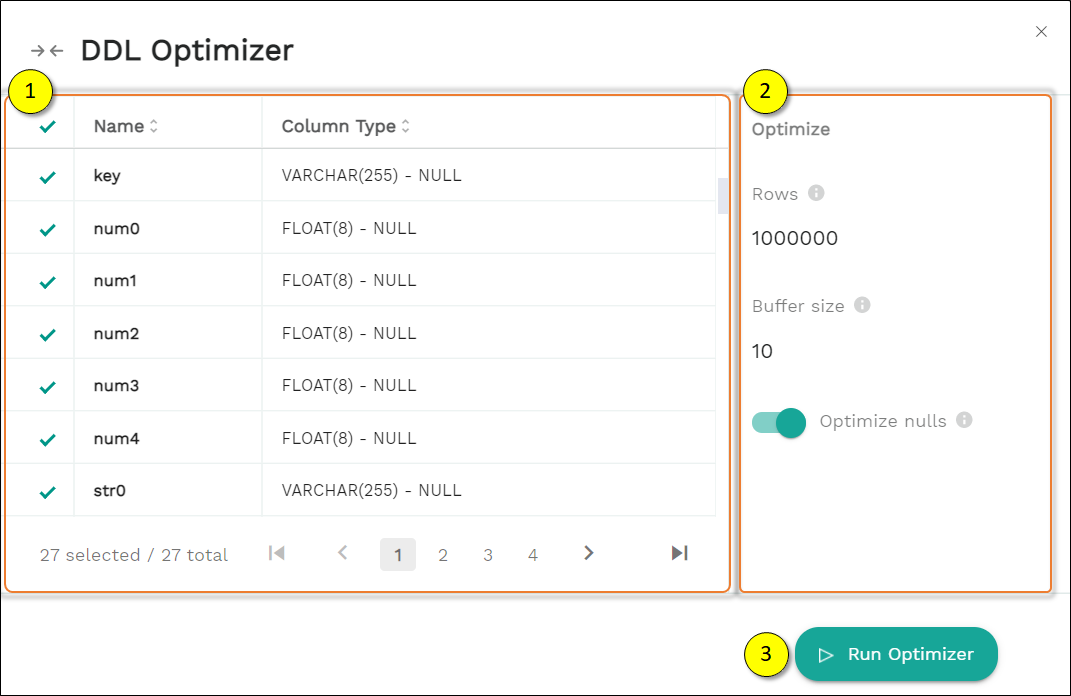 DDL Optimizer
1
2
Name
Column Type
key VARCHAR(255) - NULL
num0 FLOAT(8) - NULL
num1 FLOAT(8) - NULL
num2 FLOAT(8) - NULL
num3 FLOAT(8) - NULL
num4 FLOAT(8) - NULL
str0 VARCHAR(255) - NULL
27 selected / 27 total 1 2 3 4
Optimize
Rows
1000000
Buffer size
10
Optimize nulls
3
Run Optimizer